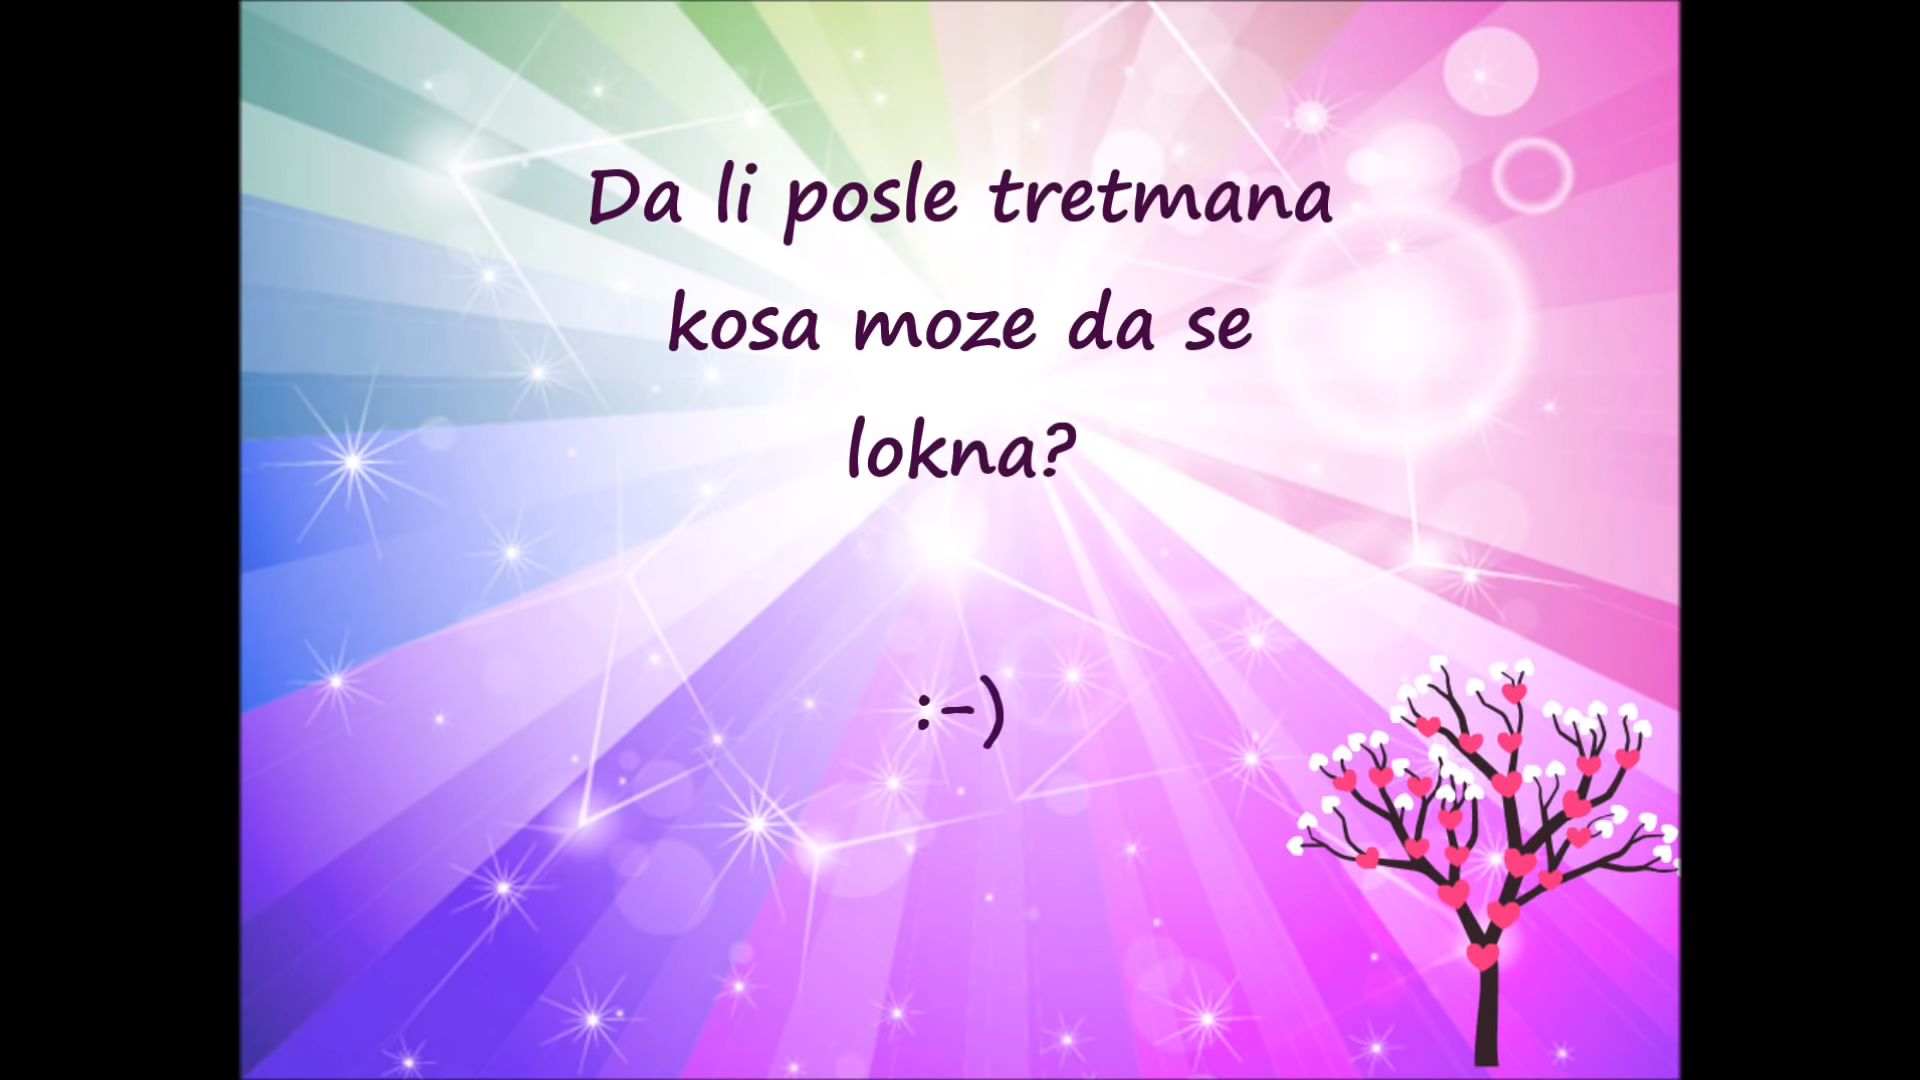 Da li posle tretmana
kosa moze da se
lokna?
:-)